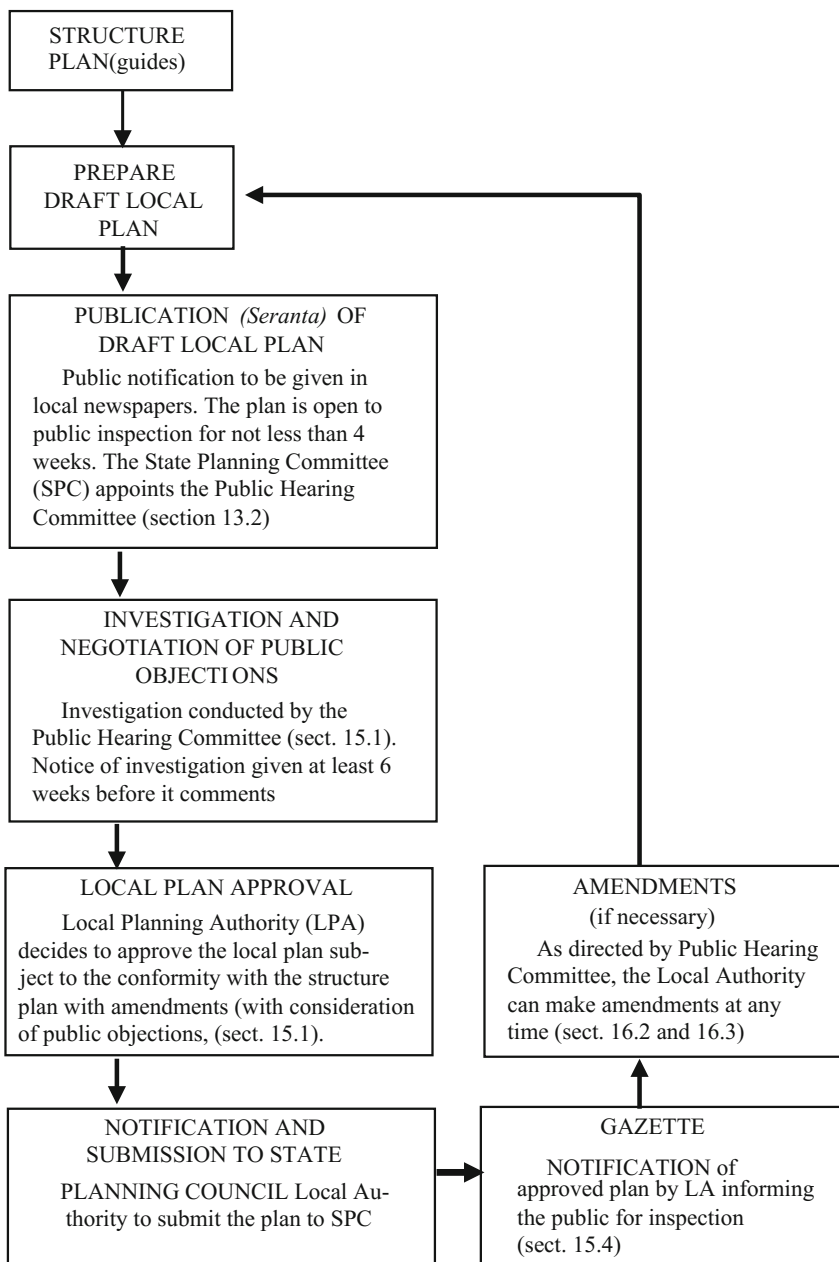 STRUCTURE
PLAN(guides)
PREPARE
DRAFT LOCAL
PLAN
PUBLICATION (Seranta) OF
DRAFT LOCAL PLAN
Public notification to be given in
local newspapers. The plan is open to
public inspection for not less than 4
weeks. The State Planning Committee
(SPC) appoints the Public Hearing
Committee (section 13.2)
INVESTIGATION AND
NEGOTIATION OF PUBLIC
OBJECTIONS
Investigation conducted by the
Public Hearing Committee (sect. 15.1).
Notice of investigation given at least 6
weeks before it comments
LOCAL PLAN APPROVAL
Local Planning Authority (LPA)
decides to approve the local plan sub-
ject to the conformity with the structure
plan with amendments (with consideration
of public objections, (sect. 15.1).
NOTIFICATION AND
SUBMISSION TO STATE
PLANNING COUNCIL Local Au-
thority to submit the plan to SPC
GAZETTE
NOTIFICATION of
approved plan by LA informing
the public for inspection
(sect. 15.4)
AMENDMENTS
(if necessary)
As directed by Public Hearing
Committee, the Local Authority
can make amendments at any
time (sect. 16.2 and 16.3)